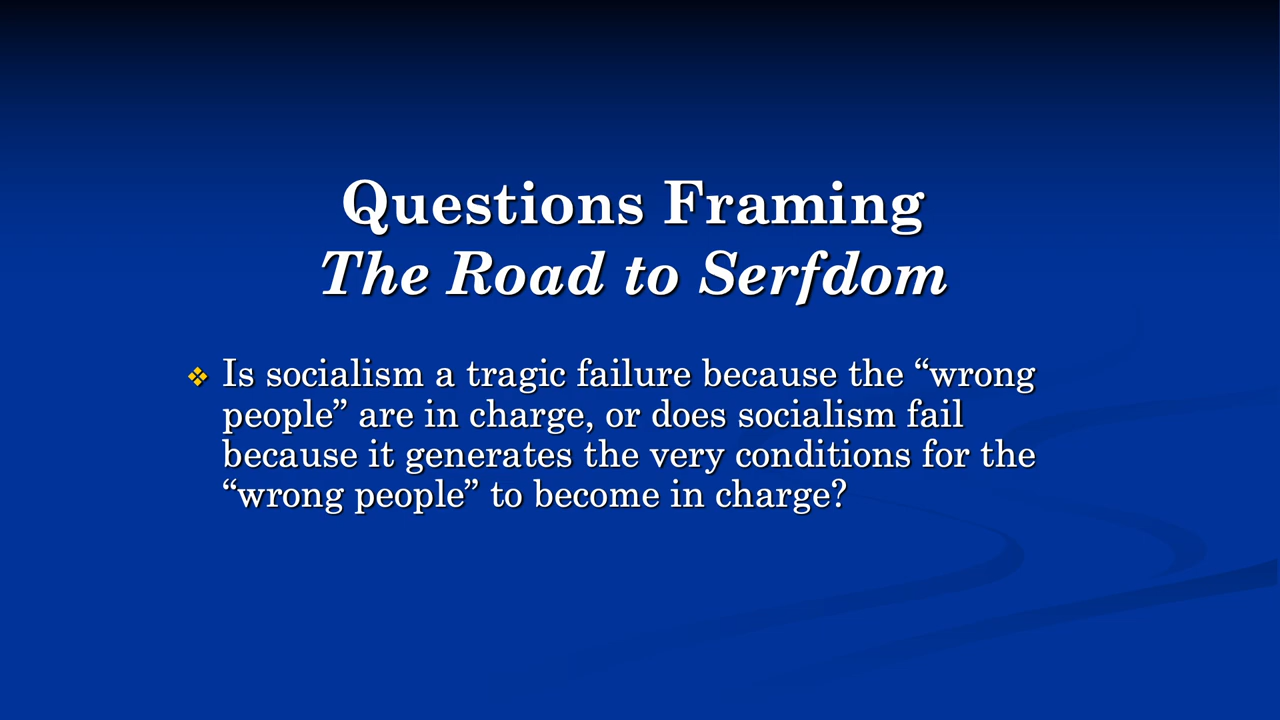 Questions Framing
The Road to Serfdom
❖ Is socialism a tragic failure because the “wrong
people” are in charge, or does socialism fail
because it generates the very conditions for the
“wrong people” to become in charge?